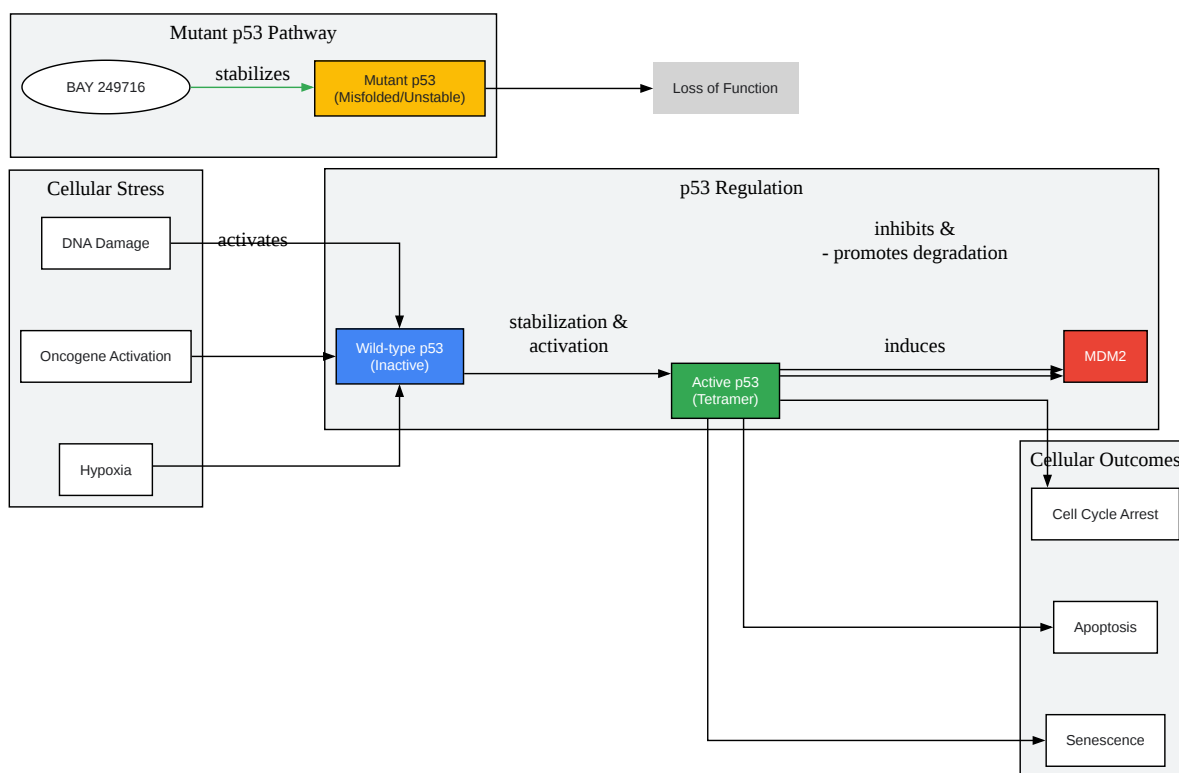 Mutant p53 Pathway
BAY 249716
stabilizes
Mutant p53
(Misfolded/Unstable)
Loss of Function
Cellular Stress
DNA Damage
Oncogene Activation
Hypoxia
activates
p53 Regulation
inhibits &
- promotes degradation
Wild-type p53
(Inactive)
stabilization &
activation
Active p53
(Tetramer)
induces
MDM2
Cellular Outcomes
Cell Cycle Arrest
Apoptosis
Senescence